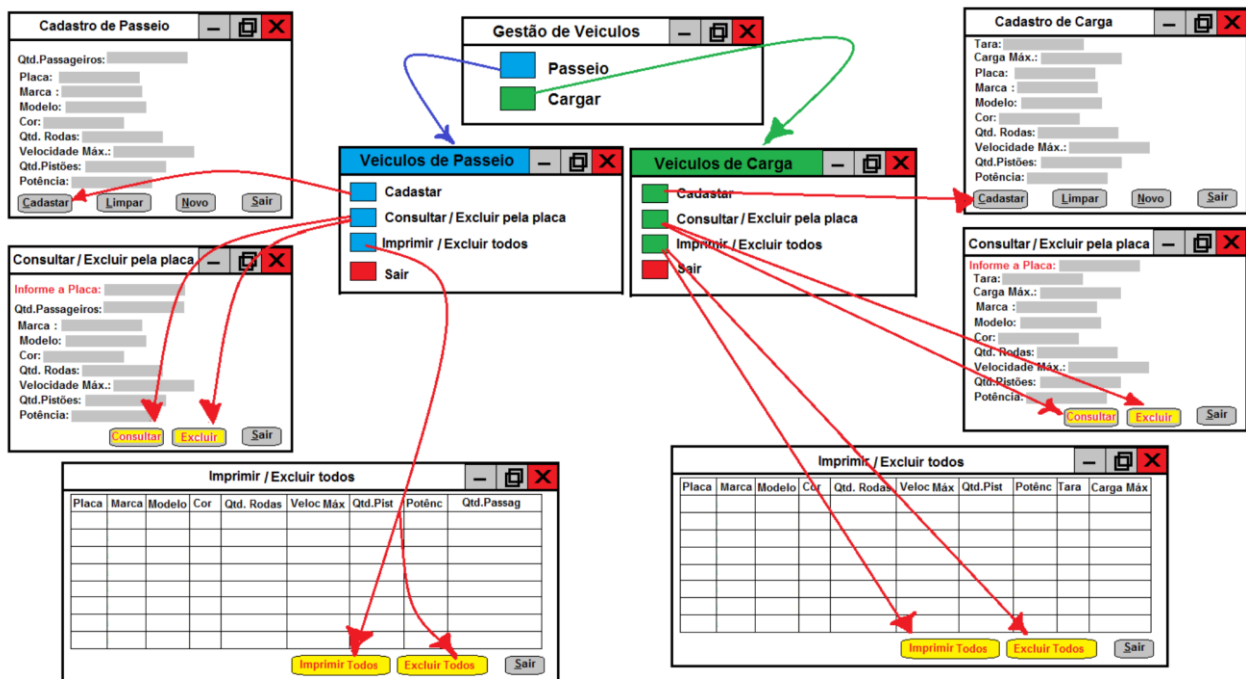 Cadastro de Passeio
Qtd.Passageiros:
Placa:
Marca :
Modelo:
Cor:
Qtd. Rodas:
Velocidade Máx.:
Qtd.Pistões:
Potência:
Cadastar Limpar Novo Sair
Gestão de Veiculos
Passeio
Cargar
Cadastro de Carga
Tara:
Carga Máx.:
Placa:
Marca :
Modelo:
Cor:
Qtd. Rodas:
Velocidade Máx.:
Qtd.Pistões:
Potência:
Cadastar Limpar Novo Sair
Veiculos de Passeio
Cadastar
Consultar / Excluir pela placa
Imprimir / Excluir todos
Sair
Veiculos de Carga
Cadastar
Consultar / Excluir pela placa
Imprimir / Excluir todos
Sair
Consultar / Excluir pela placa
Informe a Placa:
Qtd.Passageiros:
Marca :
Modelo:
Cor:
Qtd. Rodas:
Velocidade Máx.:
Qtd.Pistões:
Potência:
Consultar Excluir Sair
Consultar / Excluir pela placa
Informe a Placa:
Tara:
Carga Máx.:
Marca :
Modelo:
Cor:
Qtd. Rodas:
Velocidade Máx.:
Qtd.Pistões:
Potência:
Consultar Excluir Sair
Imprimir / Excluir todos
Placa Marca Modelo Cor Qtd. Rodas Veloc Máx Qtd.Pist Potênc Qtd.Passag
Imprimir Todos Excluir Todos Sair
Imprimir / Excluir todos
Placa Marca Modelo Cor Qtd. Rodas Veloc Máx Qtd.Pist Potênc Tara Carga Máx
Imprimir Todos Excluir Todos Sair